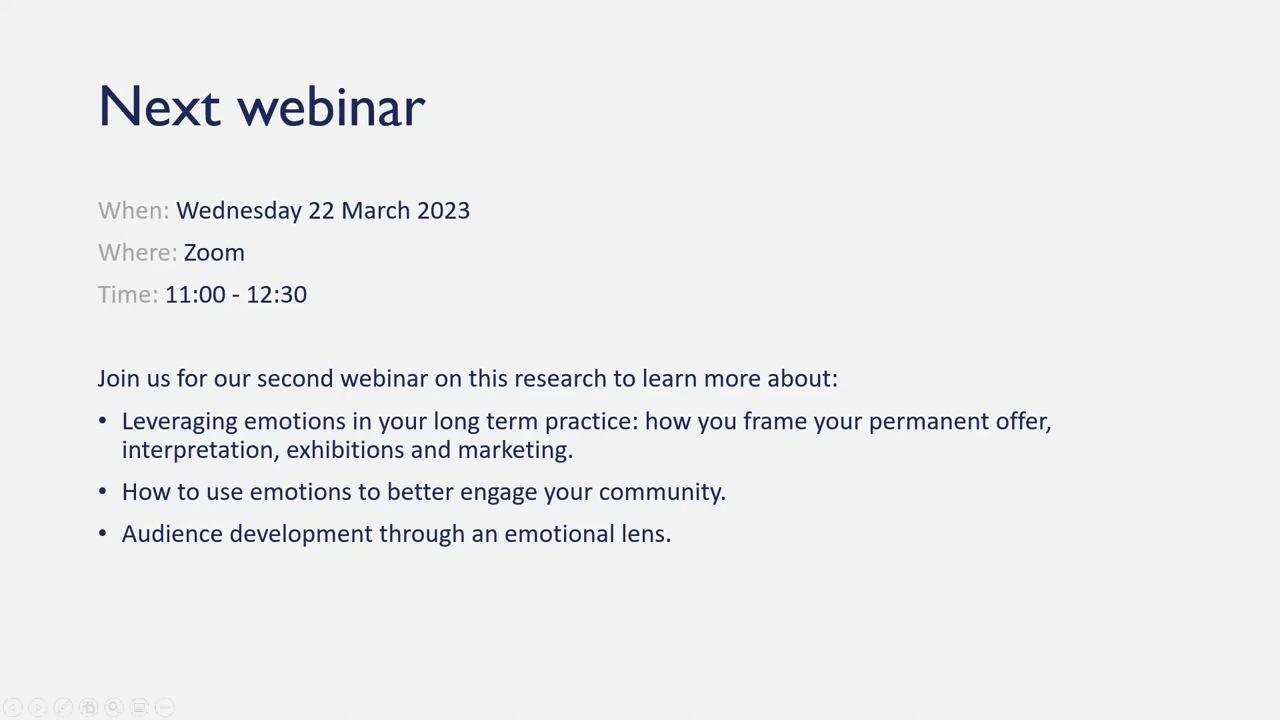 Next webinar
When: Wednesday 22 March 2023
Where: Zoom
Time: 11:00 - 12:30
Join us for our second webinar on this research to learn more about:
• Leveraging emotions in your long term practice: how you frame your permanent offer,
interpretation, exhibitions and marketing.
• How to use emotions to better engage your community.
• Audience development through an emotional lens.